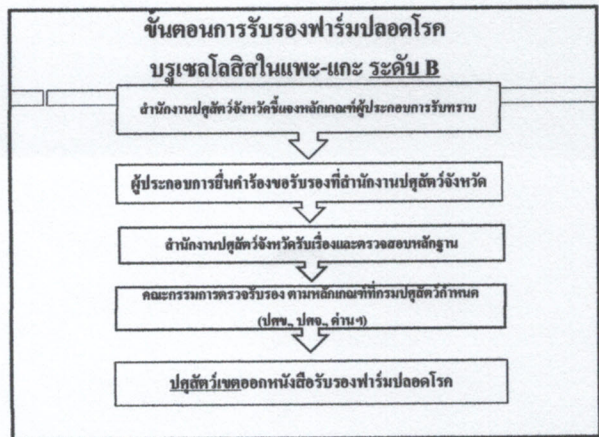 ขั้นตอนการรับรองฟาร์มปลอดโรค
บรูเซลโลสิสในแพะ-แกะ ระดับ B
สำนักงานปศุสัตว์จังหวัดชี้แจงหลักเกณฑ์ผู้ประกอบการรับทราบ
ผู้ประกอบการยื่นคำร้องขอรับรองที่สำนักงานปศุสัตว์จังหวัด
สำนักงานปศุสัตว์จังหวัดรับเรื่องและตรวจสอบหลักฐาน
คณะกรรมการตรวจรับรอง ตามหลักเกณฑ์ที่กรมปศุสัตว์กำหนด
(ปศข., ปศจ., ด่านฯ)
ปศุสัตว์เขตออกหนังสือรับรองฟาร์มปลอดโรค